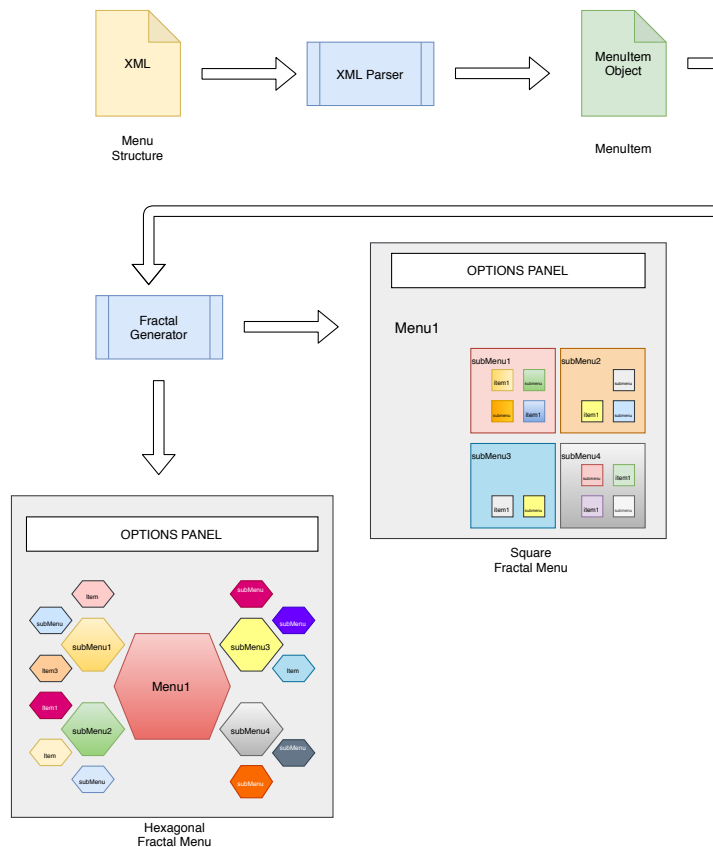 XML
XML Parser
MenuItem
Object
Menu
Structure
MenuItem
Fractal
Generator
OPTIONS PANEL
Menu1
subMenu1
subMenu2
item1
submenu
submenu
submenu
item1
item1
submenu
subMenu3
subMenu4
submenu
item1
item1
submenu
item1
submenu
Square
Fractal Menu
OPTIONS PANEL
Item
subMenu
subMenu
subMenu
subMenu1
subMenu3
Item3
Item
Menu1
Item1
subMenu2
subMenu4
Item
subMenu
subMenu
subMenu
Hexagonal
Fractal Menu